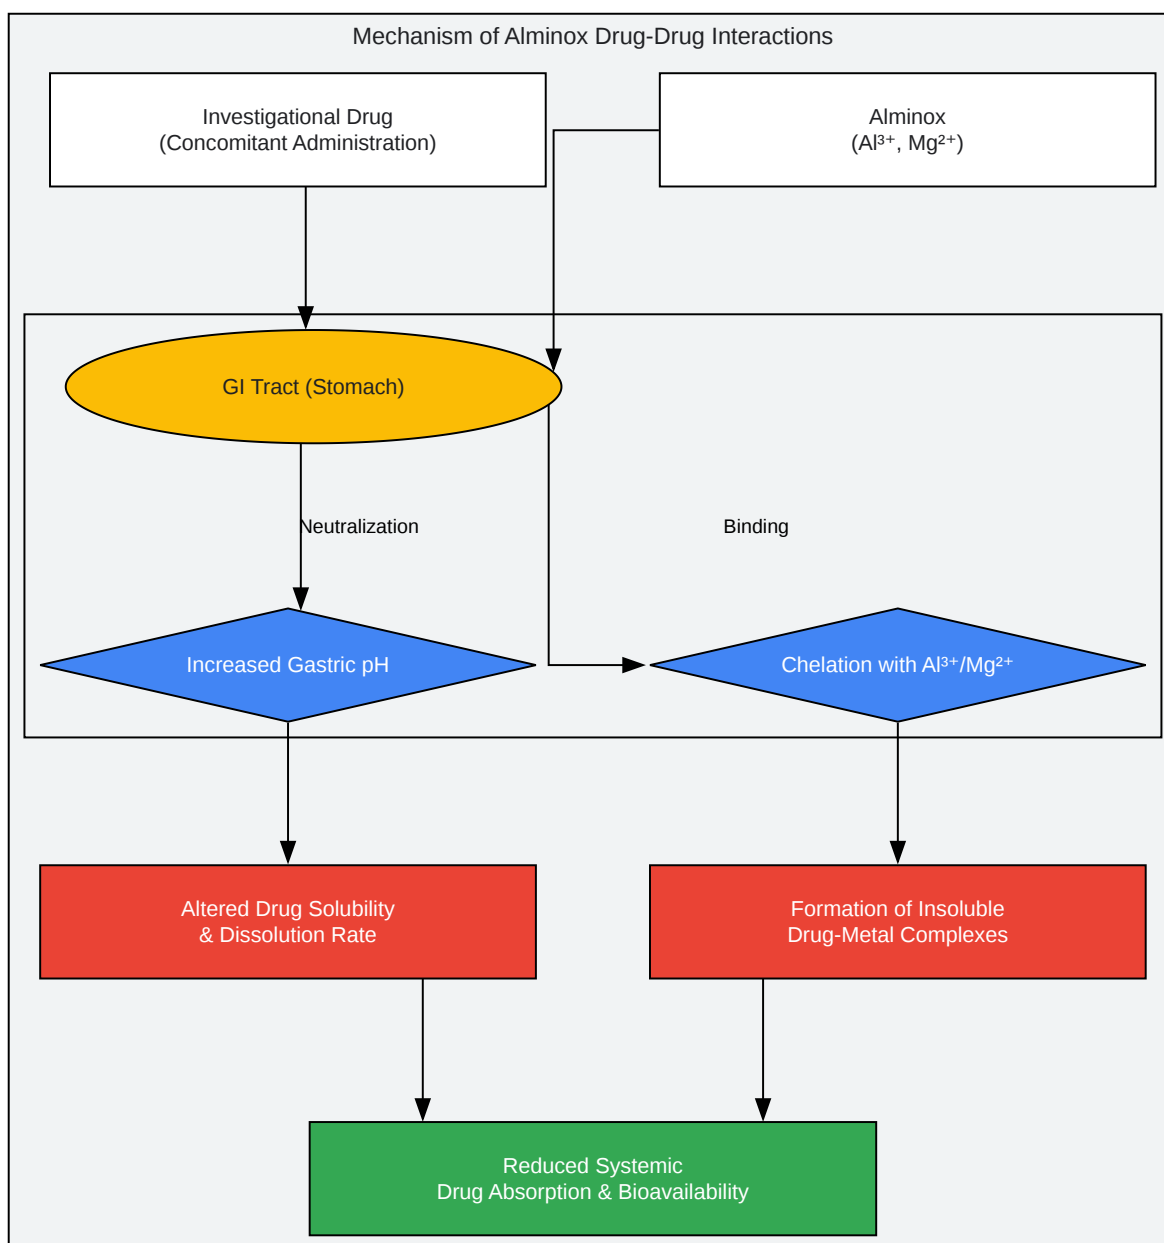 Mechanism of Alminox Drug-Drug Interactions
Investigational Drug
(Concomitant Administration)
Alminox
(Al³⁺, Mg²⁺)
GI Tract (Stomach)
Neutralization
Binding
Increased Gastric pH
Chelation with Al³⁺/Mg²⁺
Altered Drug Solubility
& Dissolution Rate
Formation of Insoluble
Drug-Metal Complexes
Reduced Systemic
Drug Absorption & Bioavailability